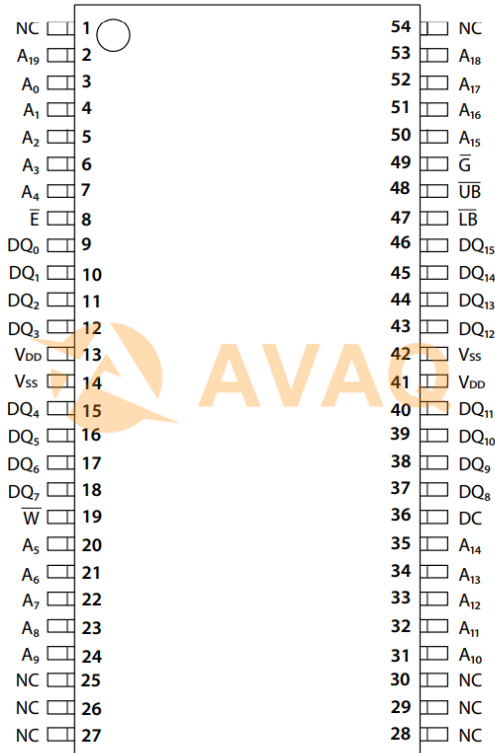 NC 1 54 NC
A19 2 53 A18
A0 3 52 A17
A1 4 51 A16
A2 5 50 A15
A3 6 49 G̅
A4 7 48 U̅B̅
E̅ 8 47 L̅B̅
DQ0 9 46 DQ15
DQ1 10 45 DQ14
DQ2 11 44 DQ13
DQ3 12 43 DQ12
VDD 13 42 VSS
VSS 14 41 VDD
AVAQ
DQ4 15 40 DQ11
DQ5 16 39 DQ10
DQ6 17 38 DQ9
DQ7 18 37 DQ8
W̅ 19 36 DC
A5 20 35 A14
A6 21 34 A13
A7 22 33 A12
A8 23 32 A11
A9 24 31 A10
NC 25 30 NC
NC 26 29 NC
NC 27 28 NC